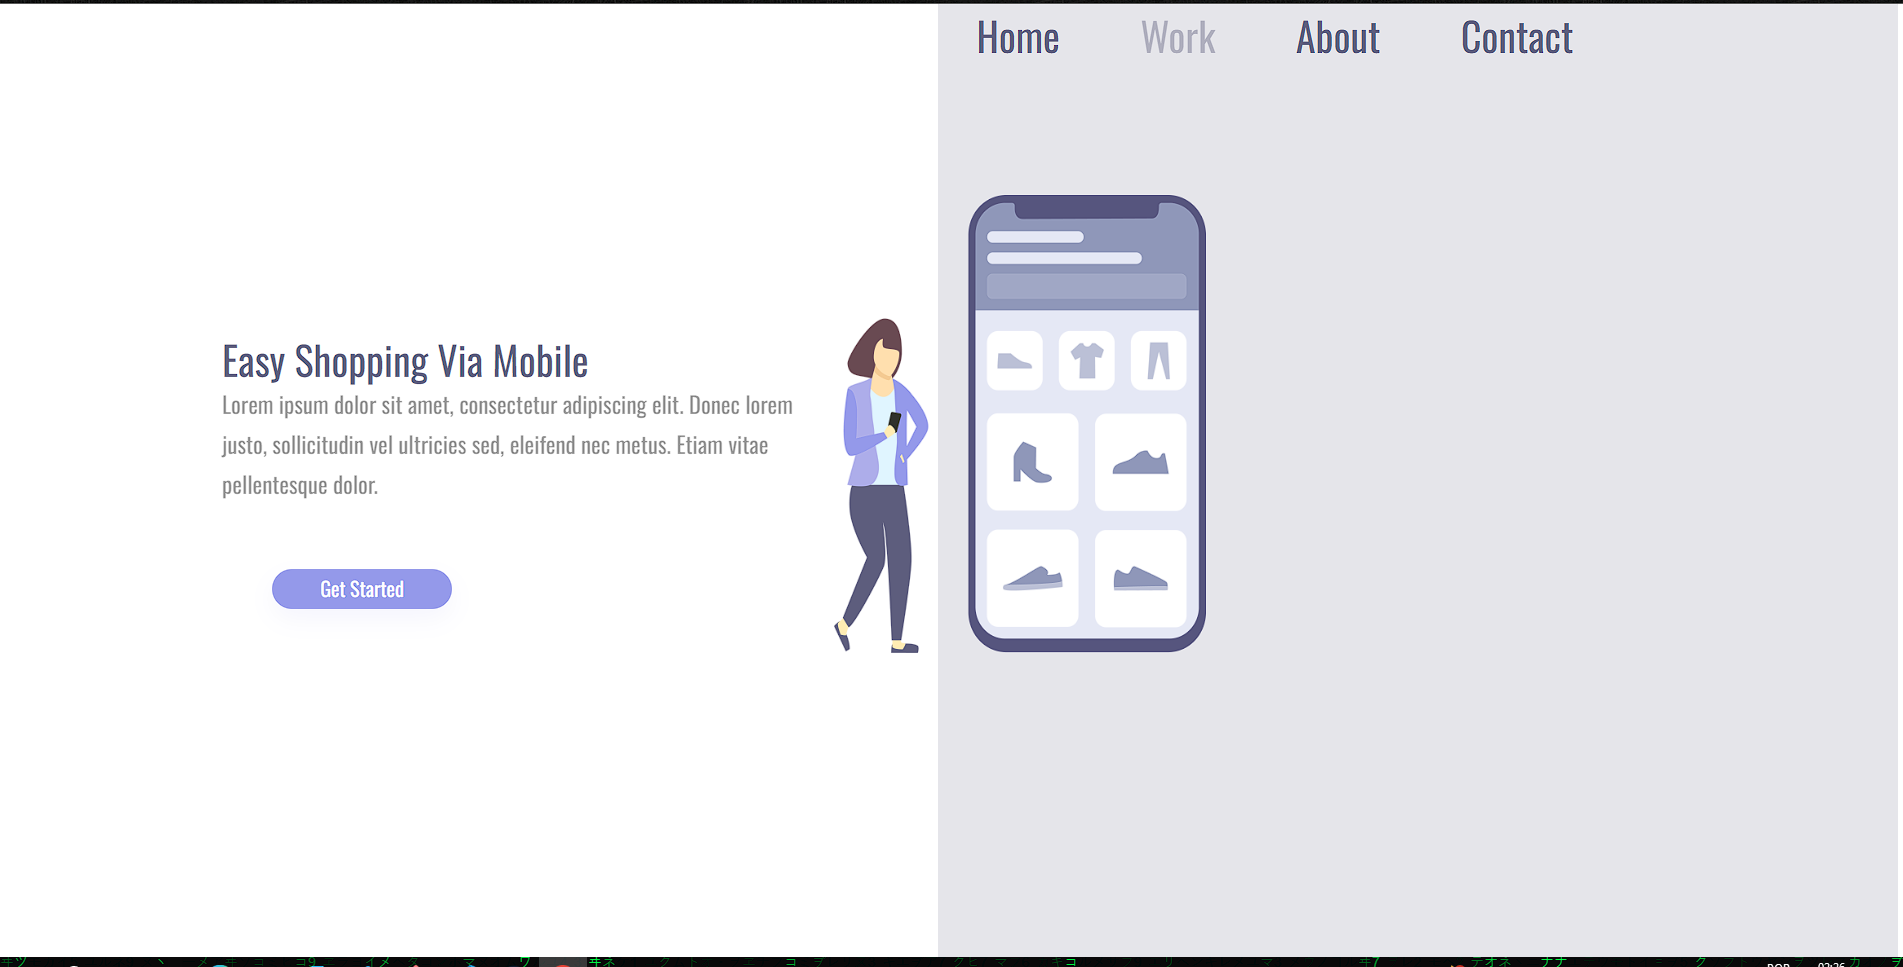 Home Work About Contact
Easy Shopping Via Mobile
Lorem ipsum dolor sit amet, consectetur adipiscing elit. Donec lorem
justo, sollicitudin vel ultricies sed, eleifend nec metus. Etiam vitae
pellentesque dolor.
Get Started